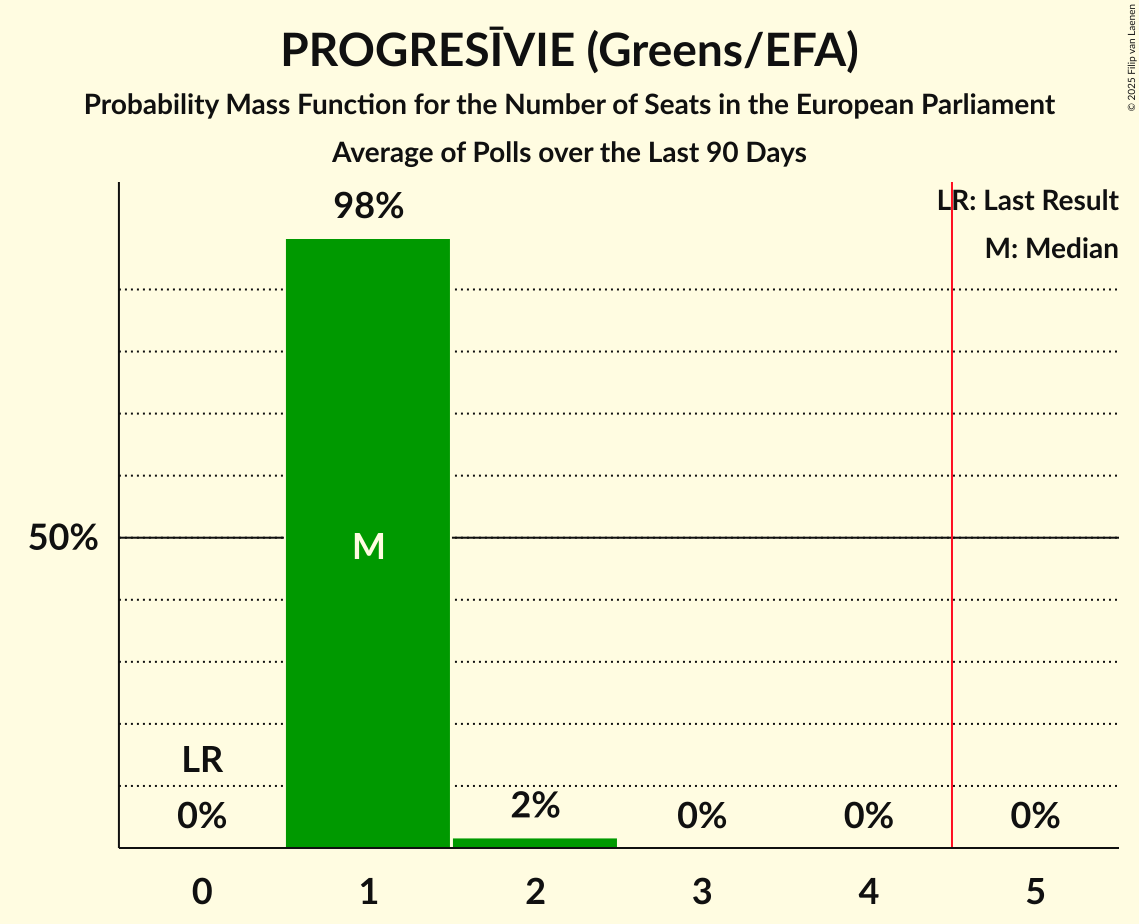 PROGRESĪVIE (Greens/EFA)
Probability Mass Function for the Number of Seats in the European Parliament
Average of Polls over the Last 90 Days
© 2025 Filip van Laenen
98%
LR: Last Result
M: Median
50%
M
LR
0%
2%
0%
0%
0%
0 1 2 3 4 5